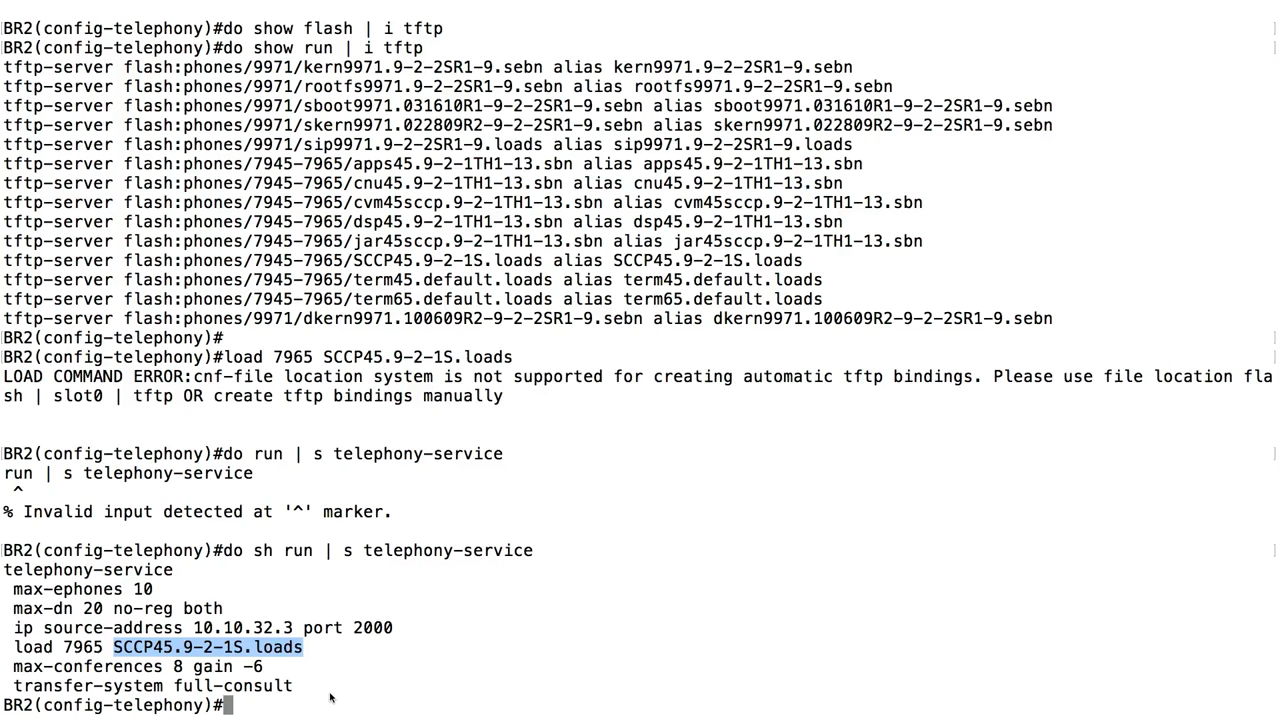 BR2(config-telephony)#do show flash | i tftp
BR2(config-telephony)#do show run | i tftp
tftp-server flash:phones/9971/kern9971.9-2-2SR1-9.sebn alias kern9971.9-2-2SR1-9.sebn
tftp-server flash:phones/9971/rootfs9971.9-2-2SR1-9.sebn alias rootfs9971.9-2-2SR1-9.sebn
tftp-server flash:phones/9971/sboot9971.031610R1-9-2-2SR1-9.sebn alias sboot9971.031610R1-9-2-2SR1-9.sebn
tftp-server flash:phones/9971/skern9971.022809R2-9-2-2SR1-9.sebn alias skern9971.022809R2-9-2-2SR1-9.sebn
tftp-server flash:phones/9971/sip9971.9-2-2SR1-9.loads alias sip9971.9-2-2SR1-9.loads
tftp-server flash:phones/7945-7965/apps45.9-2-1TH1-13.sbn alias apps45.9-2-1TH1-13.sbn
tftp-server flash:phones/7945-7965/cnu45.9-2-1TH1-13.sbn alias cnu45.9-2-1TH1-13.sbn
tftp-server flash:phones/7945-7965/cvm45sccp.9-2-1TH1-13.sbn alias cvm45sccp.9-2-1TH1-13.sbn
tftp-server flash:phones/7945-7965/dsp45.9-2-1TH1-13.sbn alias dsp45.9-2-1TH1-13.sbn
tftp-server flash:phones/7945-7965/jar45sccp.9-2-1TH1-13.sbn alias jar45sccp.9-2-1TH1-13.sbn
tftp-server flash:phones/7945-7965/SCCP45.9-2-1S.loads alias SCCP45.9-2-1S.loads
tftp-server flash:phones/7945-7965/term45.default.loads alias term45.default.loads
tftp-server flash:phones/7945-7965/term65.default.loads alias term65.default.loads
tftp-server flash:phones/9971/dkern9971.100609R2-9-2-2SR1-9.sebn alias dkern9971.100609R2-9-2-2SR1-9.sebn
BR2(config-telephony)#
BR2(config-telephony)#load 7965 SCCP45.9-2-1S.loads
LOAD COMMAND ERROR:cnf-file location system is not supported for creating automatic tftp bindings. Please use file location fla
sh | slot0 | tftp OR create tftp bindings manually
BR2(config-telephony)#do run | s telephony-service
run | s telephony-service
^
% Invalid input detected at '^' marker.
BR2(config-telephony)#do sh run | s telephony-service
telephony-service
max-ephones 10
max-dn 20 no-reg both
ip source-address 10.10.32.3 port 2000
load 7965 SCCP45.9-2-1S.loads
max-conferences 8 gain -6
transfer-system full-consult
BR2(config-telephony)#